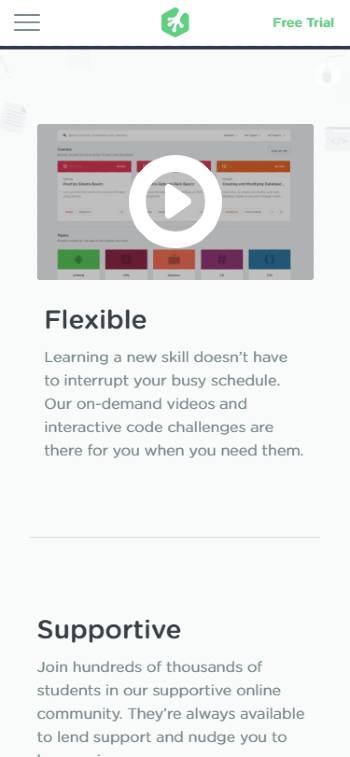 Free Trial
Flexible
Learning a new skill doesn't have
to interrupt your busy schedule.
Our on-demand videos and
interactive code challenges are
there for you when you need them.
Supportive
Join hundreds of thousands of
students in our supportive online
community. They're always available
to lend support and nudge you to